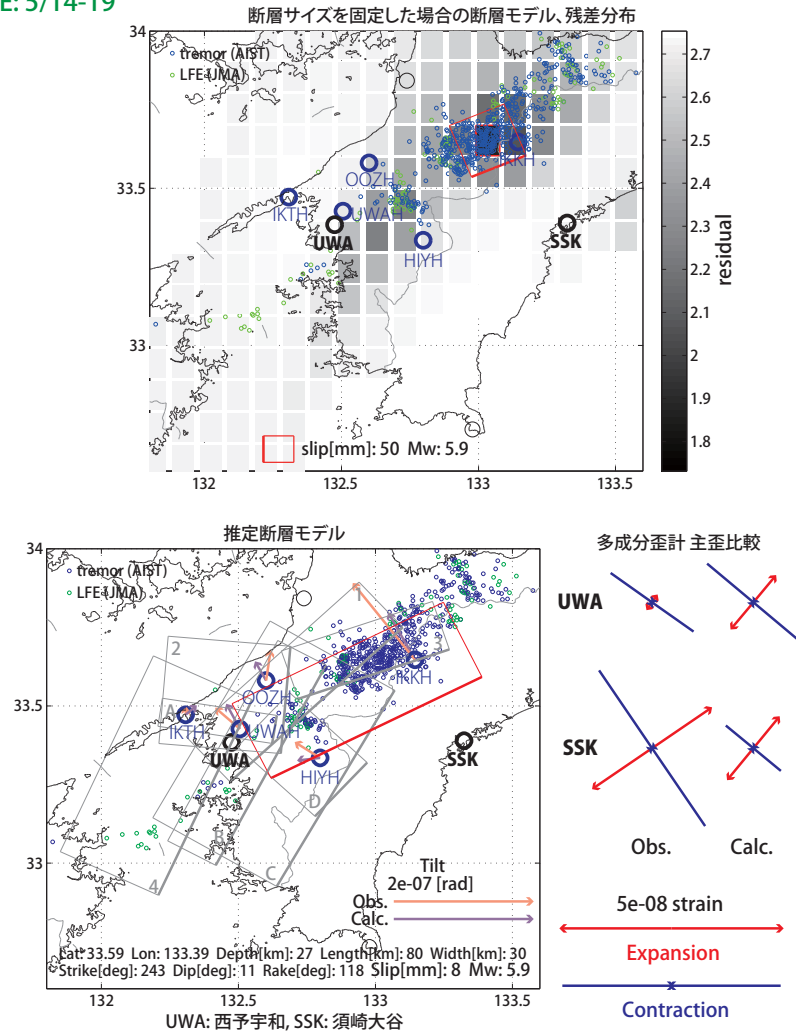 E: 5/14-19
断層サイズを固定した場合の断層モデル、残差分布
34
tremor (AIST)
LFE (JMA)
33.5
33
OOZH
IKTH
UWAH
UWA
HIYH
IKKH
SSK
slip[mm]: 50 Mw: 5.9
132
132.5
133
133.5
2.7
2.6
2.5
2.4
2.3
2.2
2.1
2
1.9
1.8
residual
推定断層モデル
34
tremor (AIST)
LFE (JMA)
33.5
33
1
2
3
A
OOZH
IKTH
UWAH
UWA
IKKH
HIYH
SSK
D
B
C
4
Tilt
2e-07 [rad]
Obs.
Calc.
Lat: 33.59 Lon: 133.39 Depth[km]: 27 Length[km]: 80 Width[km]: 30
Strike[deg]: 243 Dip[deg]: 11 Rake[deg]: 118 Slip[mm]: 8 Mw: 5.9
132
132.5
133
133.5
UWA: 西予宇和, SSK: 須崎大谷
多成分歪計 主歪比較
UWA
SSK
Obs.
Calc.
5e-08 strain
Expansion
Contraction